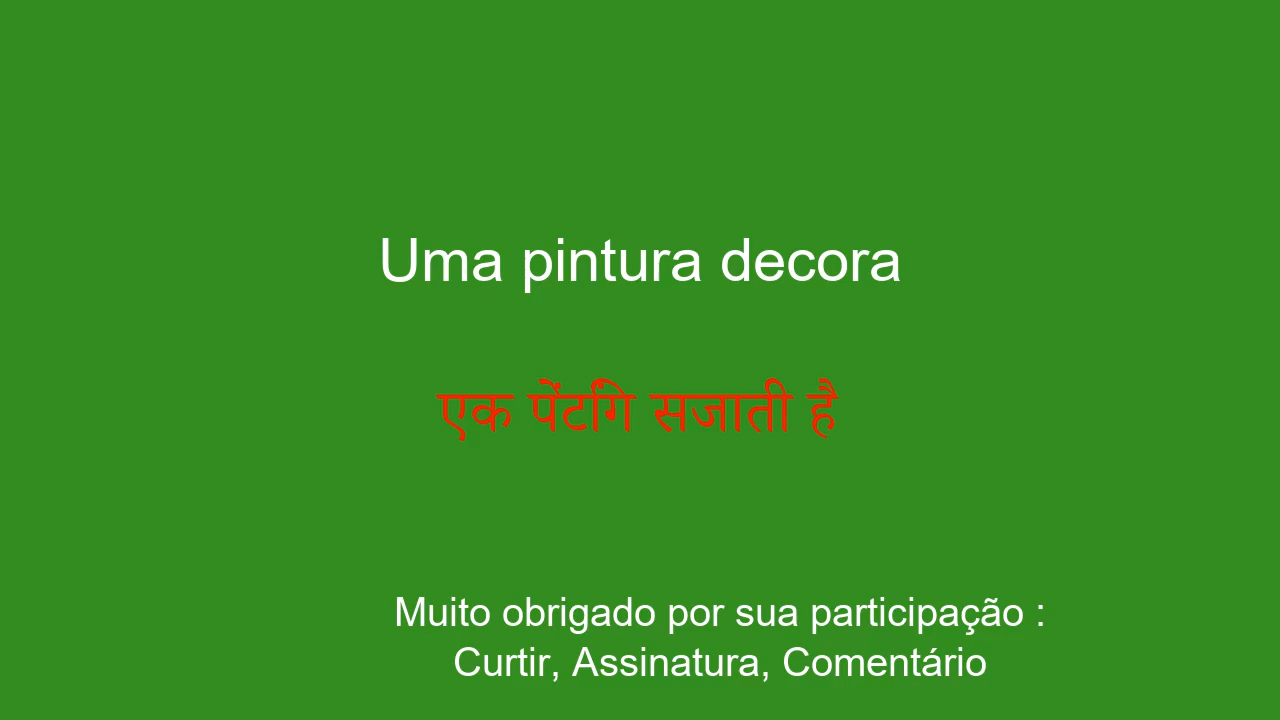 Uma pintura decora
एक पेंटिंग सजाती है
Muito obrigado por sua participação :
Curtir, Assinatura, Comentário